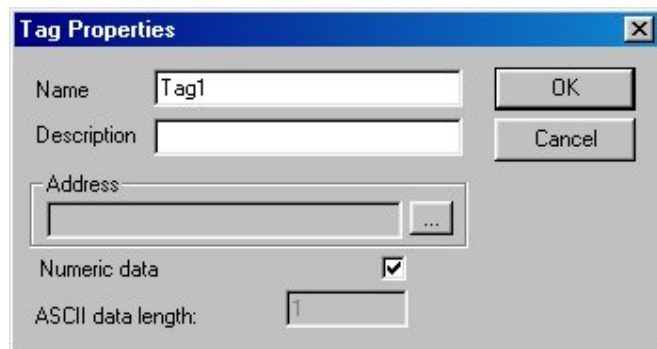 Tag Properties
Name Tag1 OK
Description Cancel
Address
...
Numeric data
ASCII data length: 1